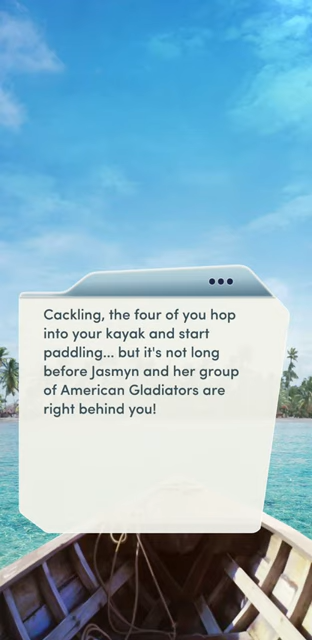 Cackling, the four of you hop
into your kayak and start
paddling... but it's not long
before Jasmyn and her group
of American Gladiators are
right behind you!